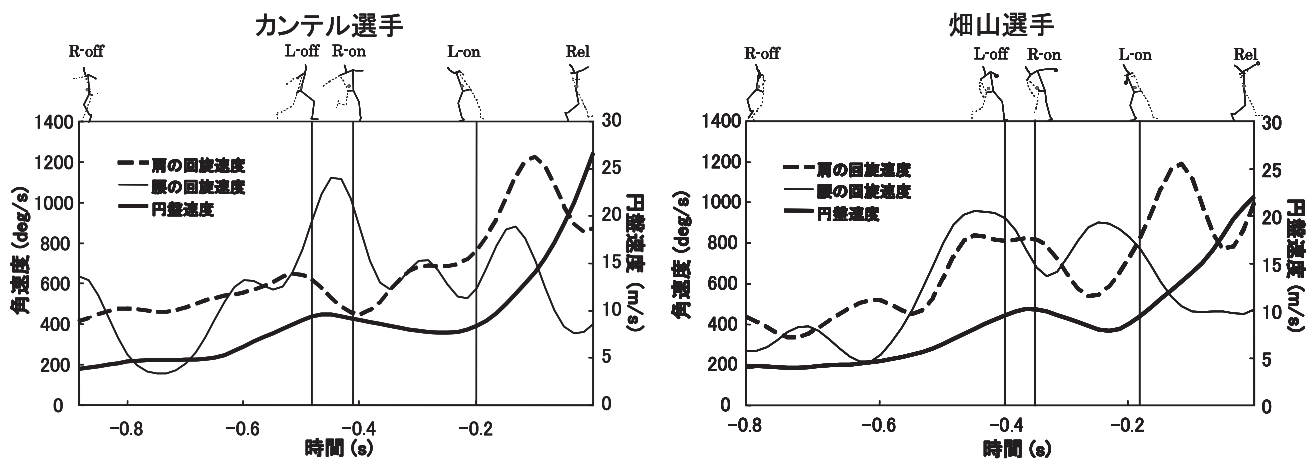 カンテル選手
R-off L-off R-on L-on Rel
1400
1200
1000
800
600
400
200
0
角速度 (deg/s)
肩の回旋速度
腰の回旋速度
円盤速度
30
25
20
15
10
5
0
円盤速度 (m/s)
-0.8 -0.6 -0.4 -0.2
時間 (s)
畑山選手
R-off L-off R-on L-on Rel
1400
1200
1000
800
600
400
200
0
角速度 (deg/s)
肩の回旋速度
腰の回旋速度
円盤速度
30
25
20
15
10
5
0
円盤速度 (m/s)
-0.8 -0.6 -0.4 -0.2
時間 (s)